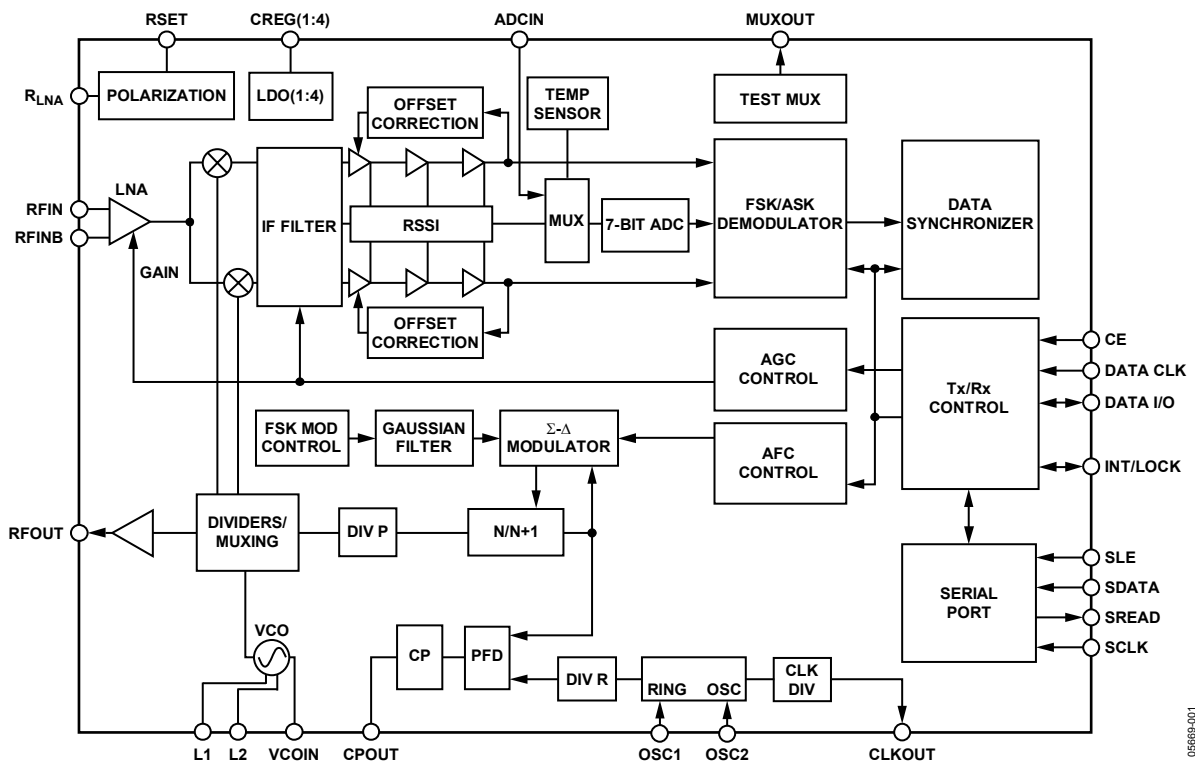 RSET
CREG(1:4)
ADCIN
MUXOUT
RLNA
POLARIZATION
LDO(1:4)
OFFSET
CORRECTION
TEMP
SENSOR
TEST MUX
LNA
RFIN
RFINB
GAIN
IF FILTER
RSSI
MUX
7-BIT ADC
FSK/ASK
DEMODULATOR
DATA
SYNCHRONIZER
OFFSET
CORRECTION
AGC
CONTROL
Tx/Rx
CONTROL
CE
DATA CLK
DATA I/O
INT/LOCK
FSK MOD
CONTROL
GAUSSIAN
FILTER
Σ-Δ
MODULATOR
AFC
CONTROL
RFOUT
DIVIDERS/
MUXING
DIV P
N/N+1
SERIAL
PORT
SLE
SDATA
SREAD
SCLK
VCO
CP
PFD
DIV R
RING
OSC
CLK
DIV
L1
L2
VCOIN
CPOUT
OSC1
OSC2
CLKOUT
05669-001